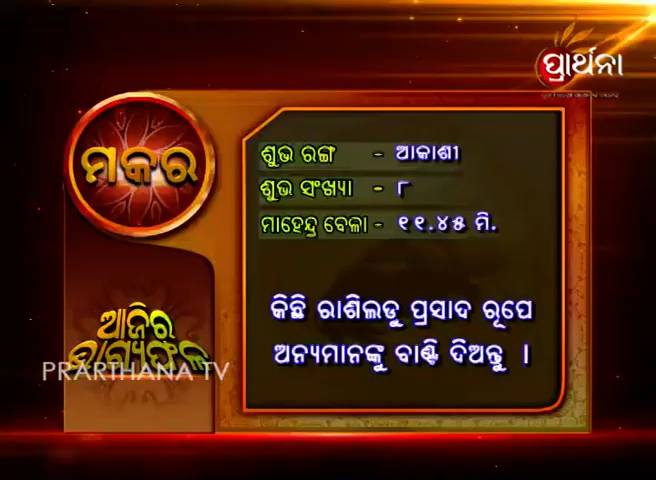 ପ୍ରାର୍ଥନା
ମକର
ଶୁଭ ରଙ୍ଗ - ଆକାଶୀ
ଶୁଭ ସଂଖ୍ୟା - ୮
ମାହେନ୍ଦ୍ର ବେଳା - ୧୧.୪୫ ମି.
କିଛି ରାଶିଲଡୁ ପ୍ରସାଦ ରୂପେ
ଅନ୍ୟମାନଙ୍କୁ ବାଣ୍ଟି ଦିଅନ୍ତୁ ।
ଆଜିର
ଭାଗ୍ୟଫଳ
PRARTHANA TV